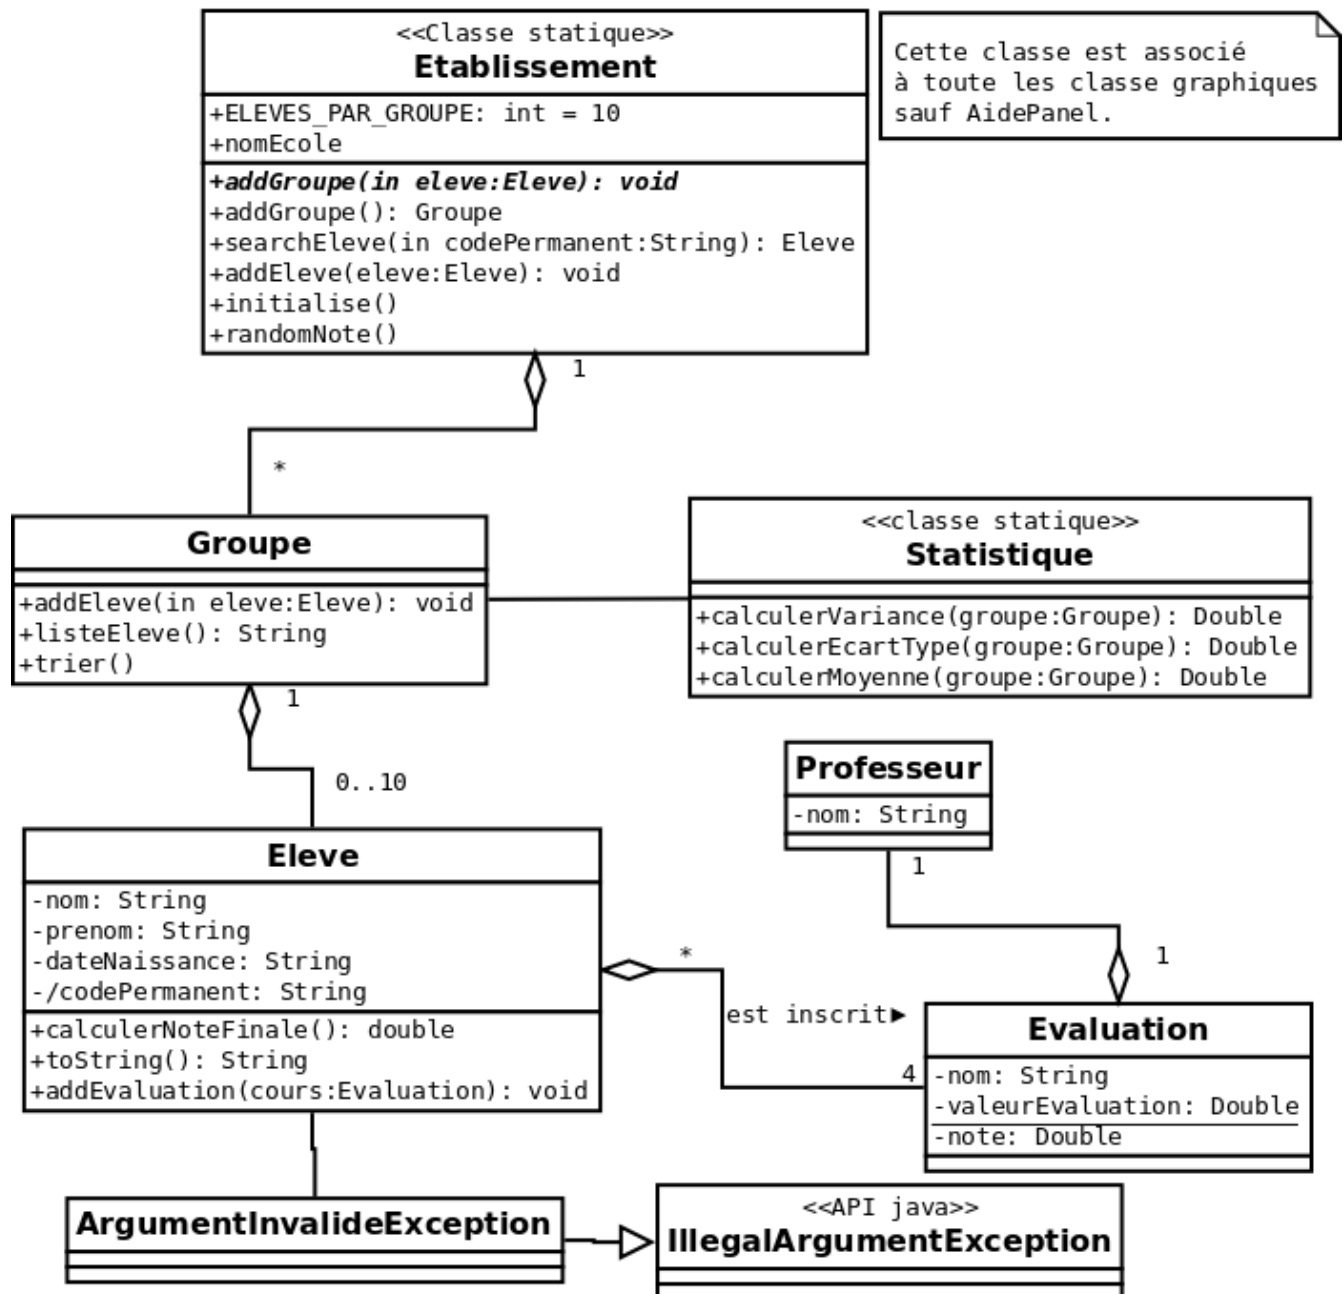 <<Classe statique>>
Etablissement
+ELEVES_PAR_GROUPE: int = 10
+nomEcole
+addGroupe(in eleve:Eleve): void
+addGroupe(): Groupe
+searchEleve(in codePermanent:String): Eleve
+addEleve(eleve:Eleve): void
+initialise()
+randomNote()
Cette classe est associé
à toute les classe graphiques
sauf AidePanel.
1
*
Groupe
+addEleve(in eleve:Eleve): void
+listeEleve(): String
+trier()
<<classe statique>>
Statistique
+calculerVariance(groupe:Groupe): Double
+calculerEcartType(groupe:Groupe): Double
+calculerMoyenne(groupe:Groupe): Double
1
0..10
Professeur
-nom: String
1
1
Eleve
-nom: String
-prenom: String
-dateNaissance: String
-/codePermanent: String
+calculerNoteFinale(): double
+toString(): String
+addEvaluation(cours:Evaluation): void
*
est inscrit►
4
Evaluation
-nom: String
-valeurEvaluation: Double
-note: Double
ArgumentInvalideException
<<API java>>
IllegalArgumentException